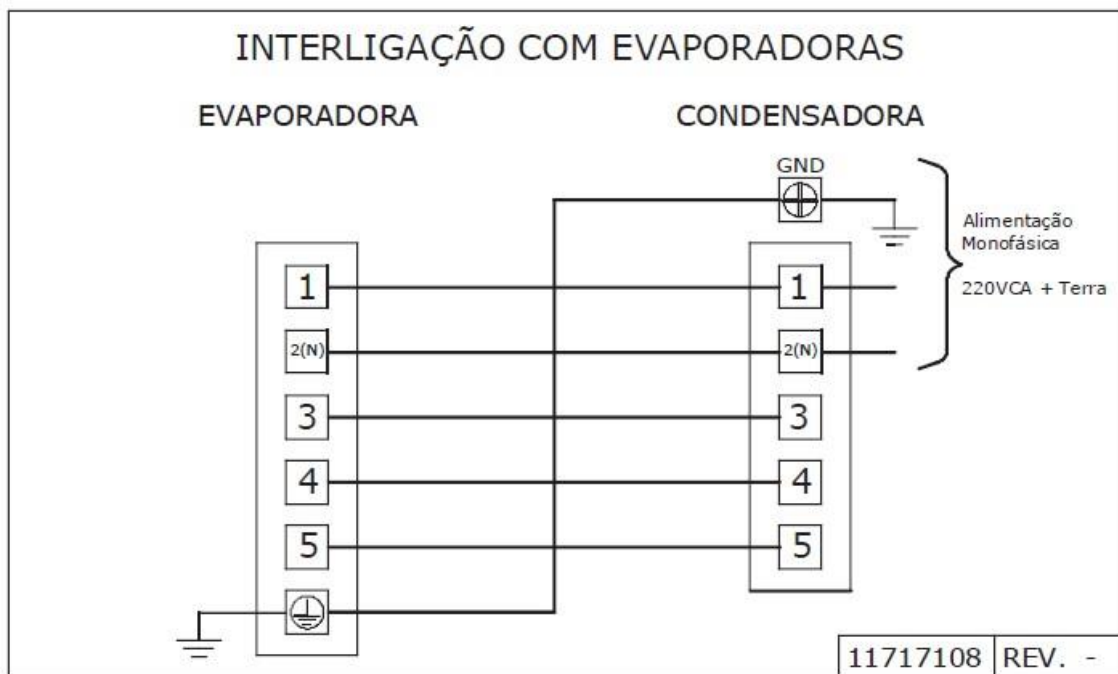 INTERLIGAÇÃO COM EVAPORADORAS
EVAPORADORA
CONDENSADORA
GND
Alimentação
Monofásica
220VCA + Terra
1
1
2(N)
2(N)
3
3
4
4
5
5
11717108
REV. -